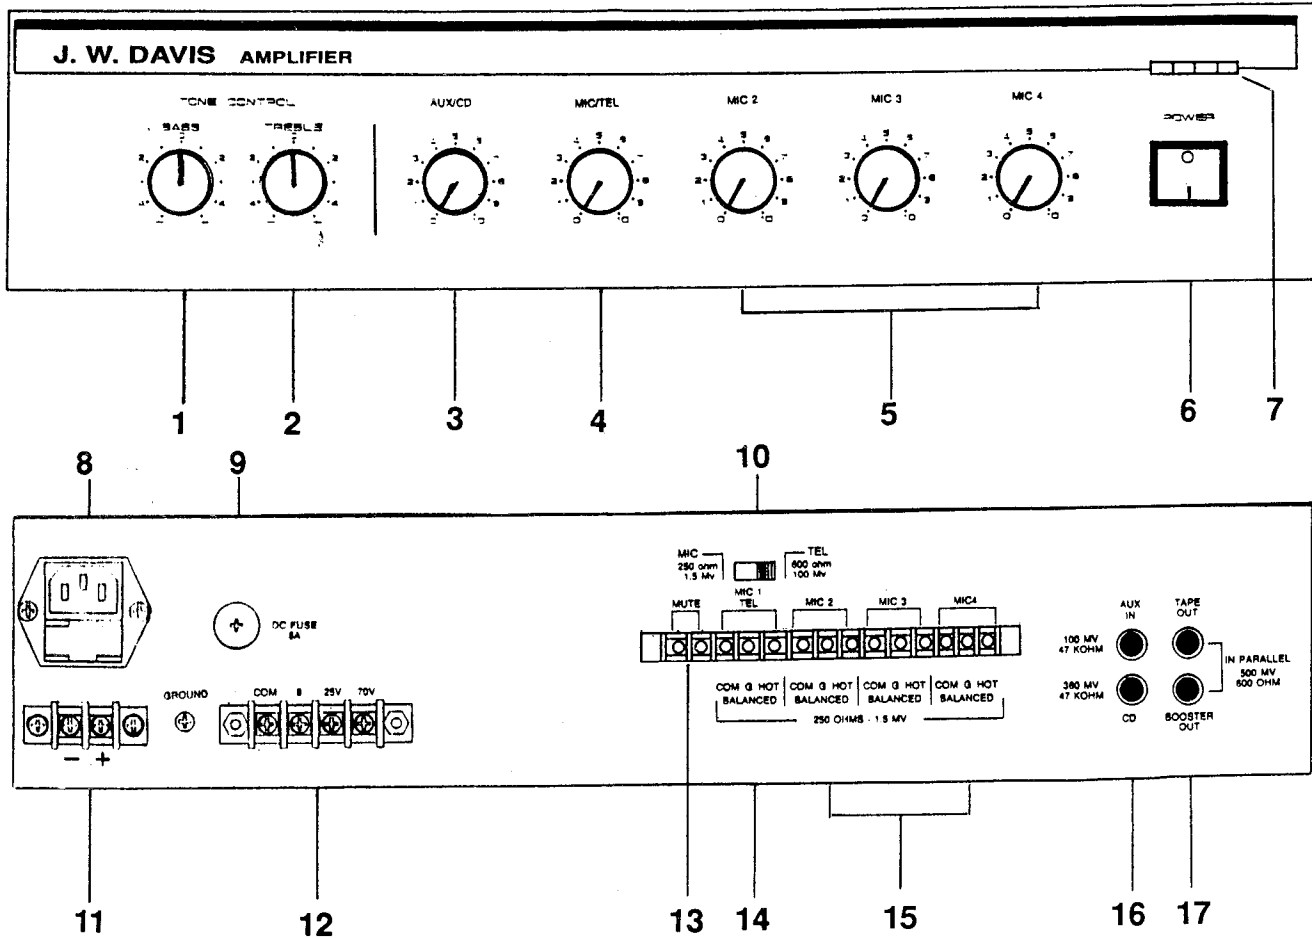 J. W. DAVIS AMPLIFIER
TONE CONTROL
BASS TREBLE
AUX/CD
MIC/TEL
MIC 2
MIC 3
MIC 4
POWER
1
2
3
4
5
6
7
8
9
10
MIC
250 ohm
1.5 Mv
TEL
600 ohm
100 Mv
MUTE
MIC 1
TEL
MIC 2
MIC 3
MIC4
DC FUSE
GROUND
COM 8 25V 70V
- +
COM G HOT
BALANCED
COM G HOT
BALANCED
COM G HOT
BALANCED
COM G HOT
BALANCED
250 OHMS - 1.5 MV
AUX
IN
TAPE
OUT
100 MV
47 KOHM
47 KOHM
CD
IN PARALLEL
500 MV
600 OHM
BOOSTER
OUT
11
12
13
14
15
16
17